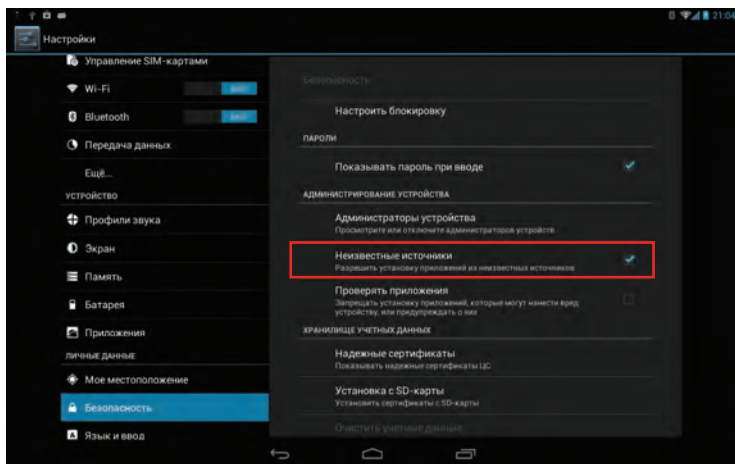 21:04
Настройки
Управление SIM-картами
Wi-Fi
Bluetooth
Передача данных
Ещё...
УСТРОЙСТВО
Профили звука
Экран
Память
Батарея
Приложения
ЛИЧНЫЕ ДАННЫЕ
Мое местоположение
Безопасность
Язык и ввод
Безопасность
Настроить блокировку
ПАРОЛИ
Показывать пароль при вводе
АДМИНИСТРИРОВАНИЕ УСТРОЙСТВА
Администраторы устройства
Просмотрите или отключите администраторов устройств
Неизвестные источники
Разрешить установку приложений из неизвестных источников
Проверять приложения
Запрещать установку приложений, которые могут нанести вред
устройству, или предупреждать о них
ХРАНИЛИЩЕ УЧЕТНЫХ ДАННЫХ
Надежные сертификаты
Показывать надежные сертификаты ЦС
Установка с SD-карты
Установить сертификаты с SD-карты
Очистить учетные данные